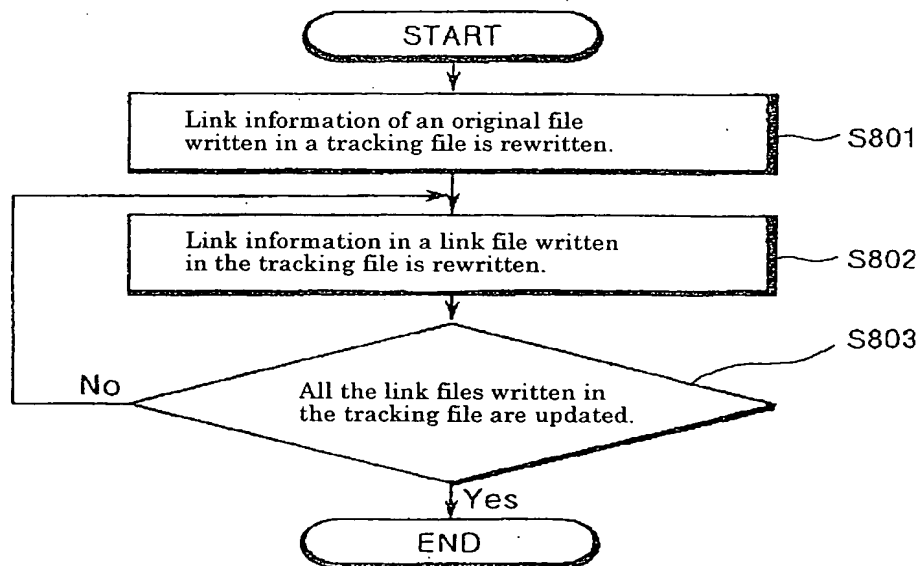 START
Link information of an original file
written in a tracking file is rewritten.
S801
Link information in a link file written
in the tracking file is rewritten.
S802
S803
No
All the link files written in
the tracking file are updated.
Yes
END